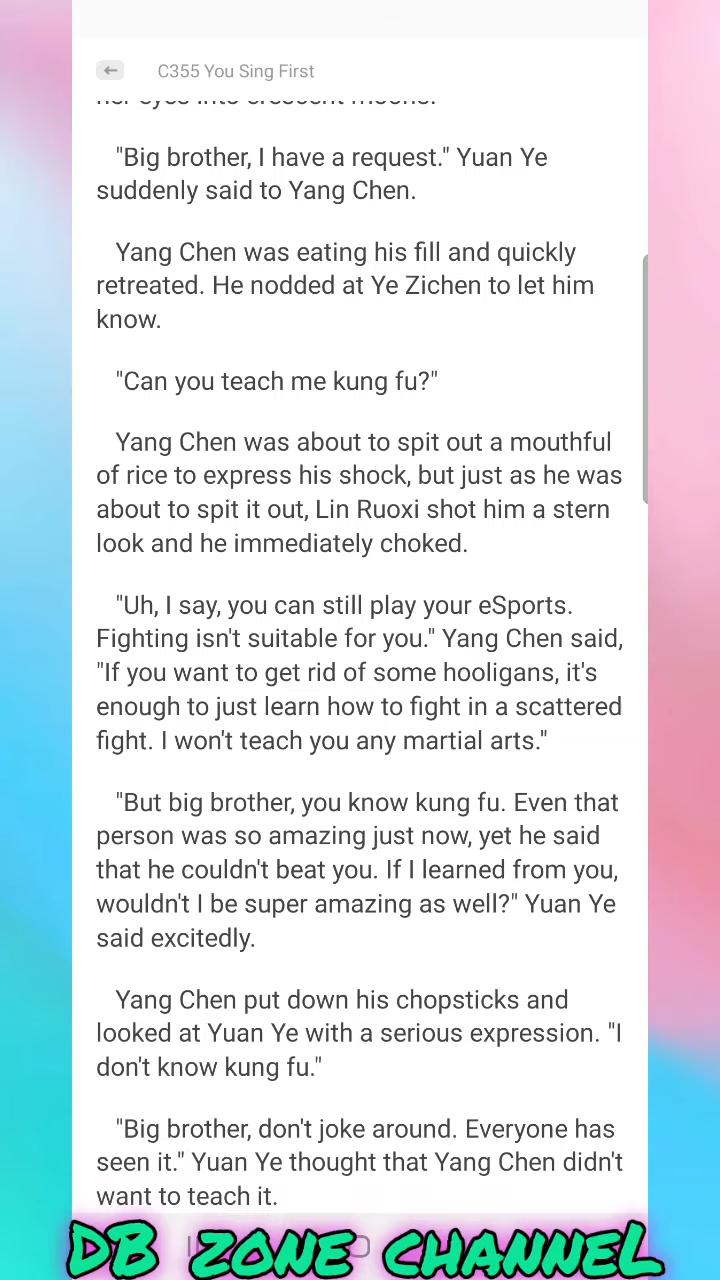 C355 You Sing First
"Big brother, I have a request." Yuan Ye
suddenly said to Yang Chen.
Yang Chen was eating his fill and quickly
retreated. He nodded at Ye Zichen to let him
know.
"Can you teach me kung fu?"
Yang Chen was about to spit out a mouthful
of rice to express his shock, but just as he was
about to spit it out, Lin Ruoxi shot him a stern
look and he immediately choked.
"Uh, I say, you can still play your eSports.
Fighting isn't suitable for you." Yang Chen said,
"If you want to get rid of some hooligans, it's
enough to just learn how to fight in a scattered
fight. I won't teach you any martial arts."
"But big brother, you know kung fu. Even that
person was so amazing just now, yet he said
that he couldn't beat you. If I learned from you,
wouldn't I be super amazing as well?" Yuan Ye
said excitedly.
Yang Chen put down his chopsticks and
looked at Yuan Ye with a serious expression. "I
don't know kung fu."
"Big brother, don't joke around. Everyone has
seen it." Yuan Ye thought that Yang Chen didn't
want to teach it.
DB ZONE CHANNEL